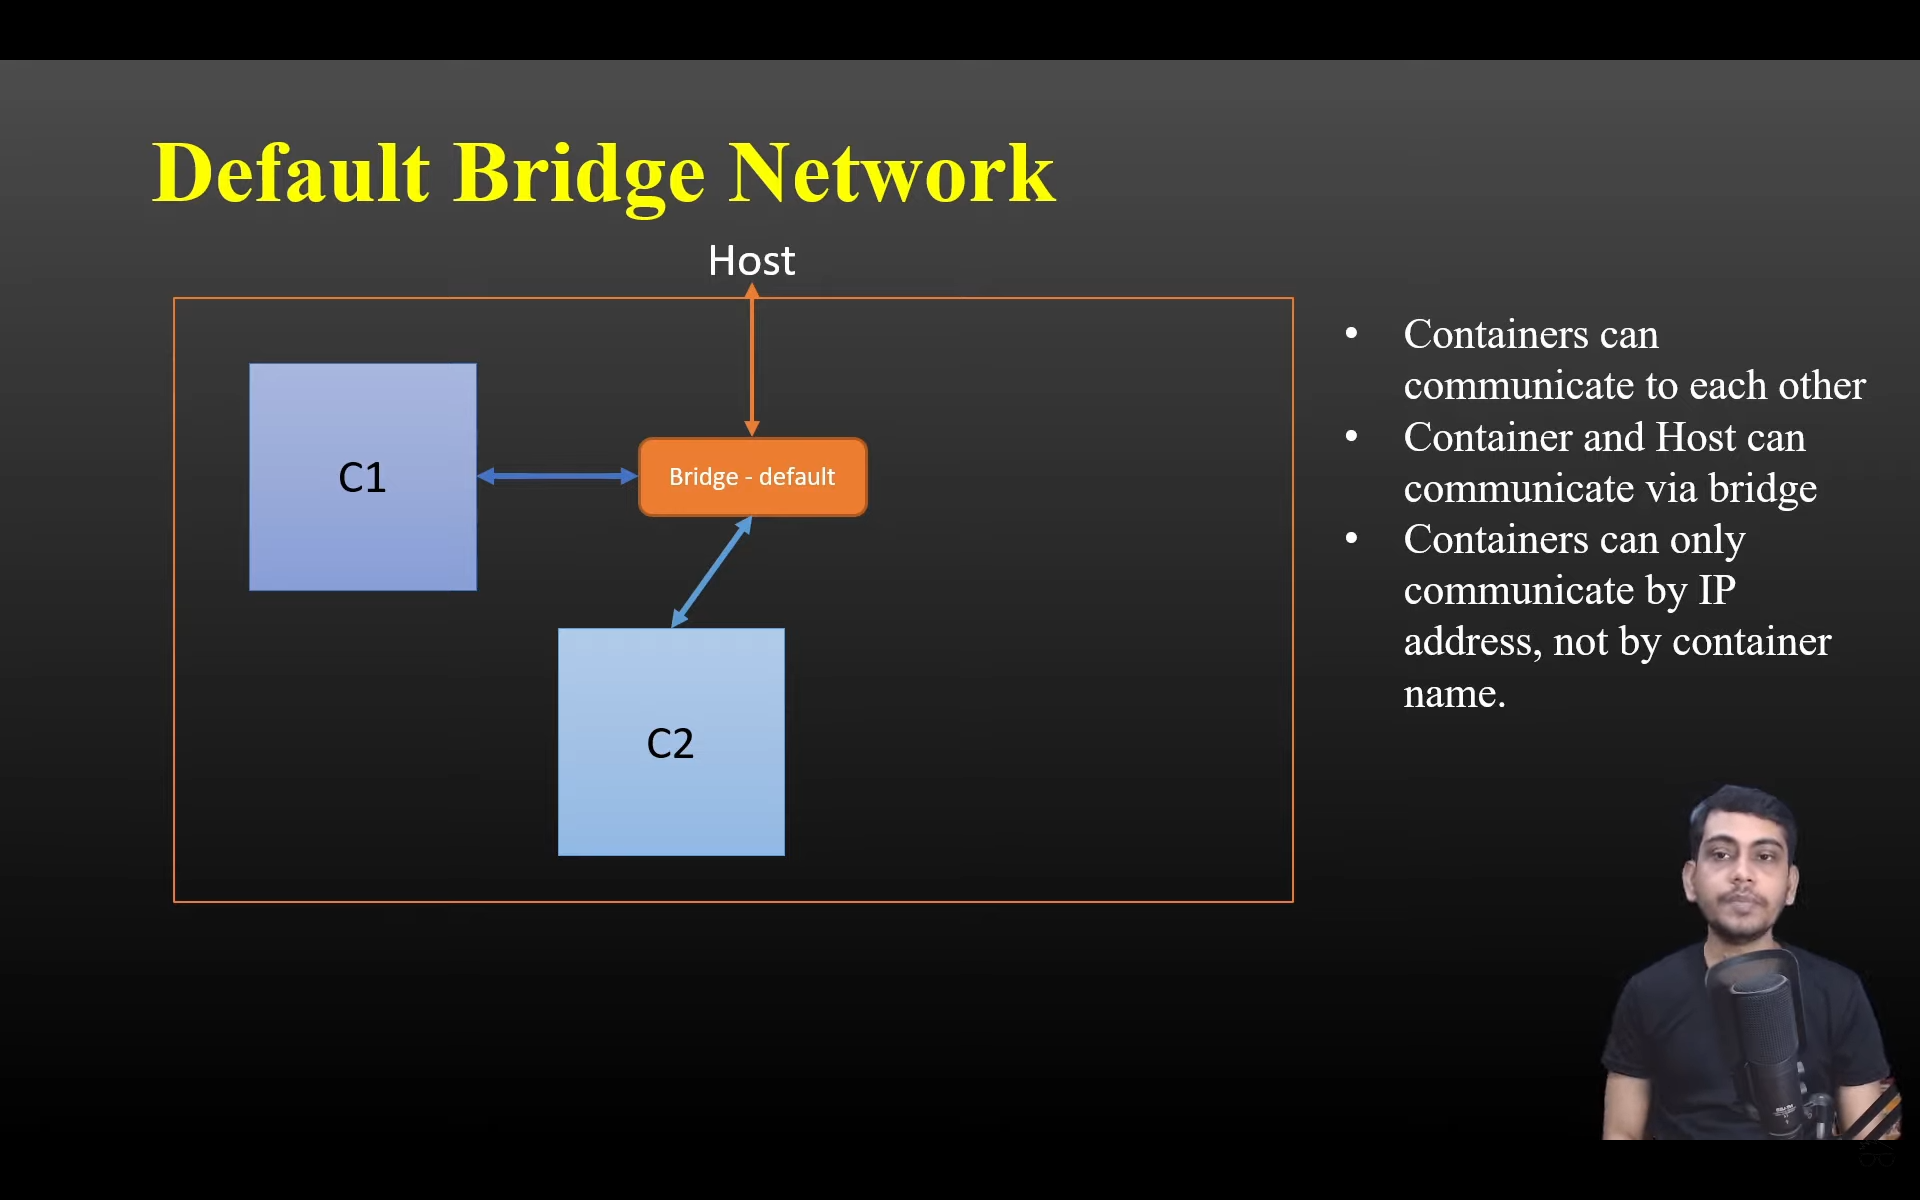 Default Bridge Network
Host
C1
Bridge - default
C2
• Containers can
communicate to each other
• Container and Host can
communicate via bridge
• Containers can only
communicate by IP
address, not by container
name.